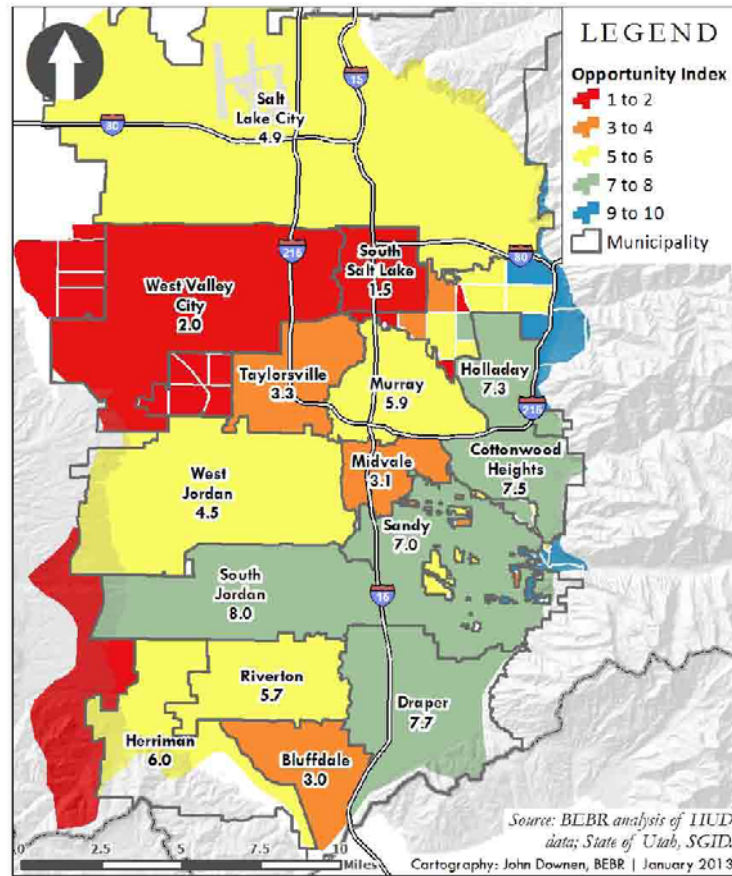 LEGEND
Opportunity Index
1 to 2
3 to 4
5 to 6
7 to 8
9 to 10
Municipality
15
Salt
Lake City
4.9
80
215
80
South
Salt Lake
1.5
West Valley
City
2.0
Taylorsville
3.3
Murray
5.9
Holladay
7.3
215
Midvale
3.1
Cottonwood
Heights
7.5
West
Jordan
4.5
Sandy
7.0
South
Jordan
8.0
15
Riverton
5.7
Draper
7.7
Herriman
6.0
Bluffdale
3.0
Source: BEBR analysis of HUD
data; State of Utah, SGID.
0.0 2.5 5 7.5 10
Miles
Cartography: John Downen, BEBR | January 2013